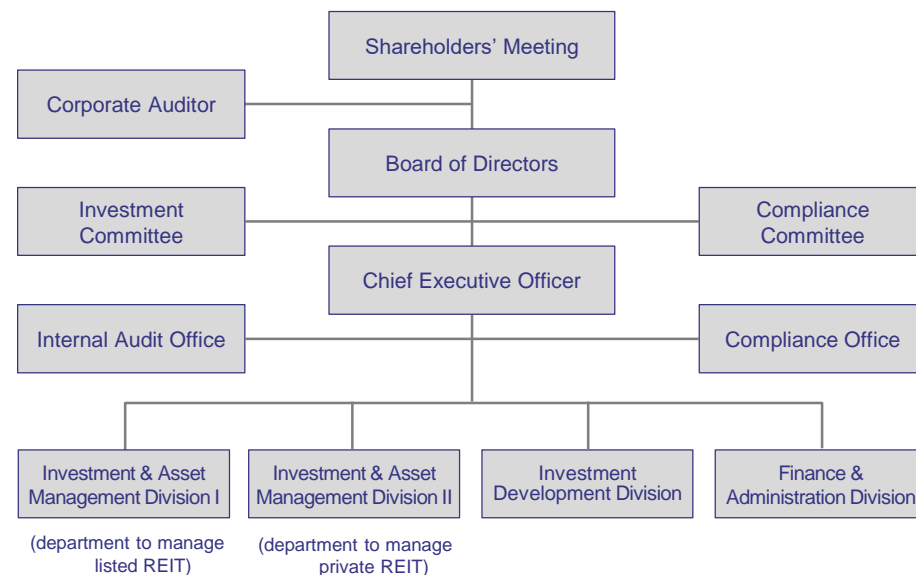 Shareholders’ Meeting
Corporate Auditor
Board of Directors
Investment
Committee
Compliance
Committee
Chief Executive Officer
Internal Audit Office
Compliance Office
Investment & Asset
Management Division I
Investment & Asset
Management Division II
Investment
Development Division
Finance &
Administration Division
(department to manage
listed REIT)
(department to manage
private REIT)